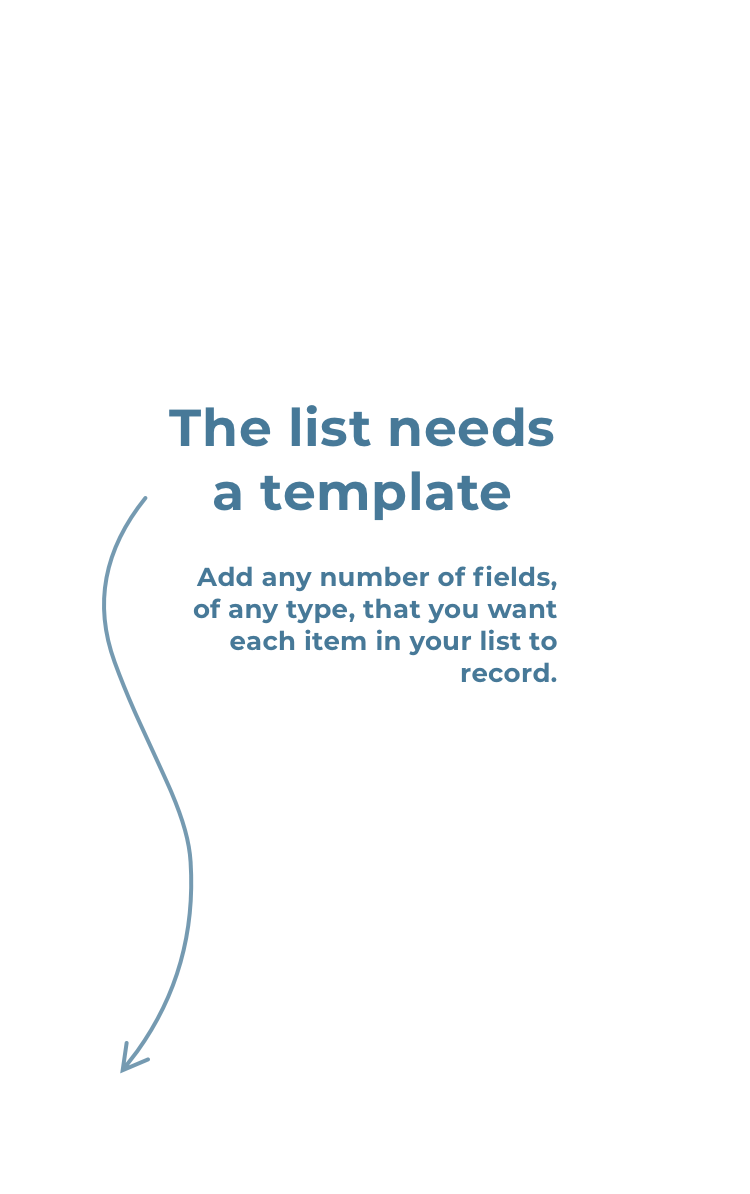 The list needs
a template
Add any number of fields,
of any type, that you want
each item in your list to
record.